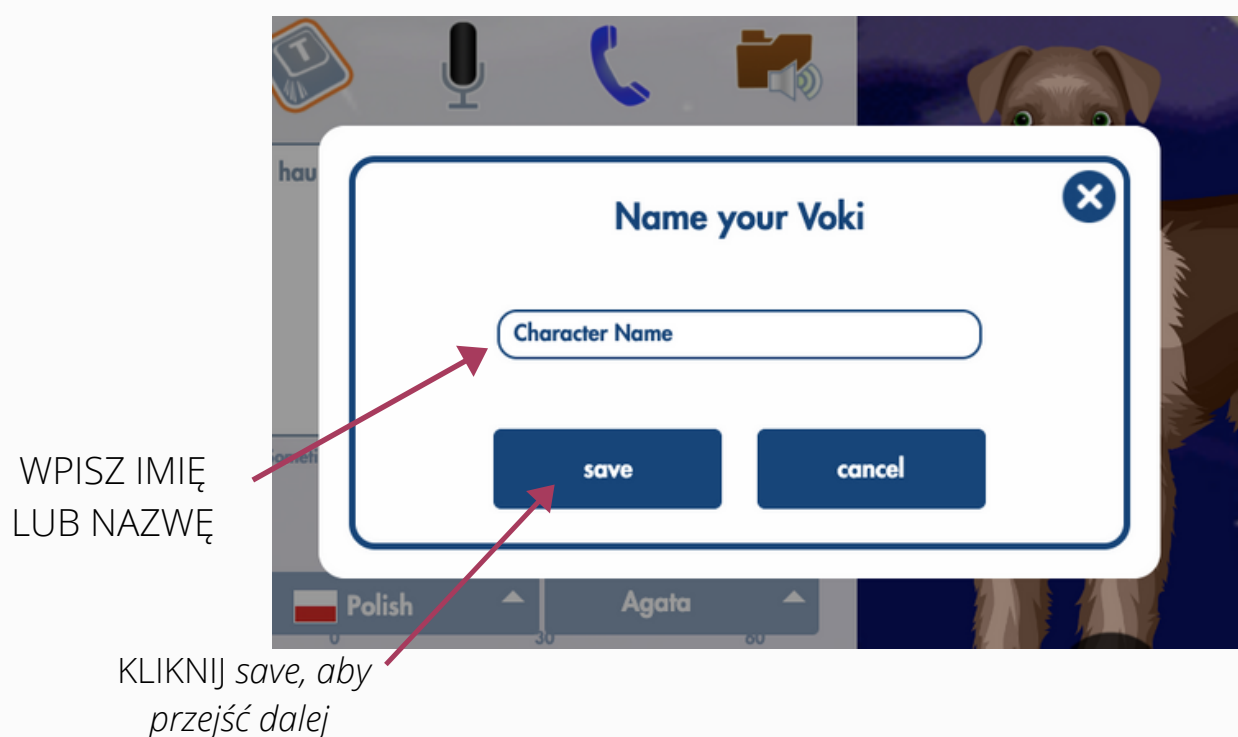 T
hau
Name your Voki
Character Name
save
cancel
WPISZ IMIĘ
LUB NAZWĘ
Polish
Agata
0
30
60
KLIKNIJ save, aby
przejść dalej